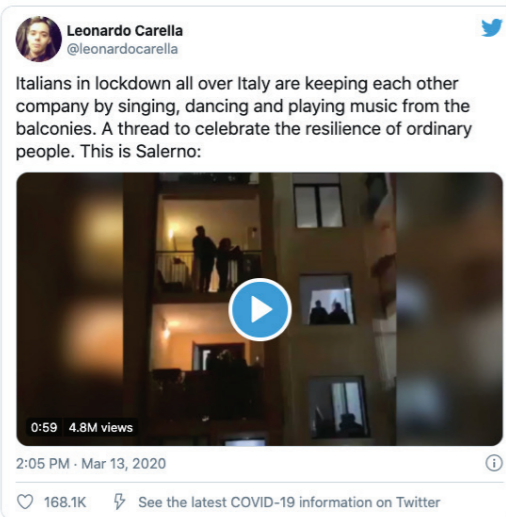 Leonardo Carella
@leonardocarella
Italians in lockdown all over Italy are keeping each other
company by singing, dancing and playing music from the
balconies. A thread to celebrate the resilience of ordinary
people. This is Salerno:
0:59 4.8M views
2:05 PM · Mar 13, 2020
168.1K See the latest COVID-19 information on Twitter